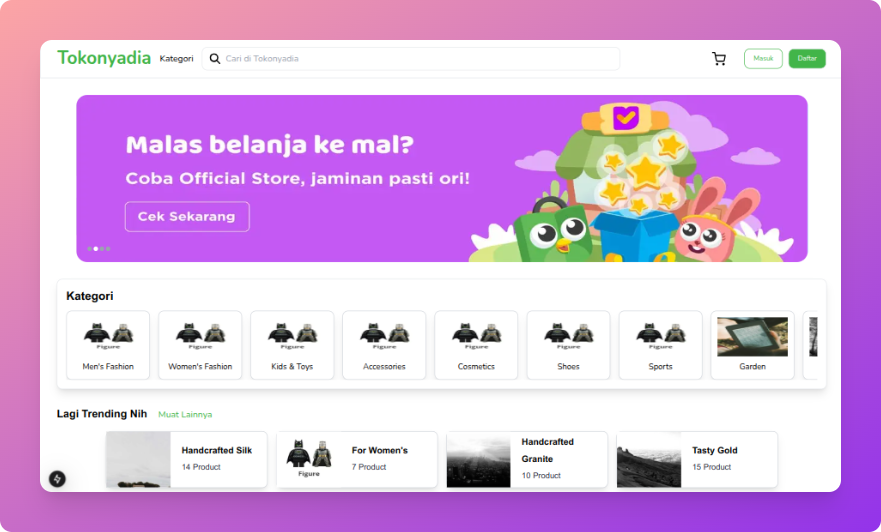 Tokonyadia
Kategori
Cari di Tokonyadia
Masuk
Daftar
Malas belanja ke mal?
Coba Official Store, jaminan pasti ori!
Cek Sekarang
Kategori
Figure
Figure
Figure
Figure
Figure
Figure
Figure
Men's Fashion
Women's Fashion
Kids & Toys
Accessories
Cosmetics
Shoes
Sports
Garden
Lagi Trending Nih
Muat Lainnya
Handcrafted Silk
14 Product
Figure
For Women's
7 Product
Handcrafted
Granite
10 Product
Tasty Gold
15 Product